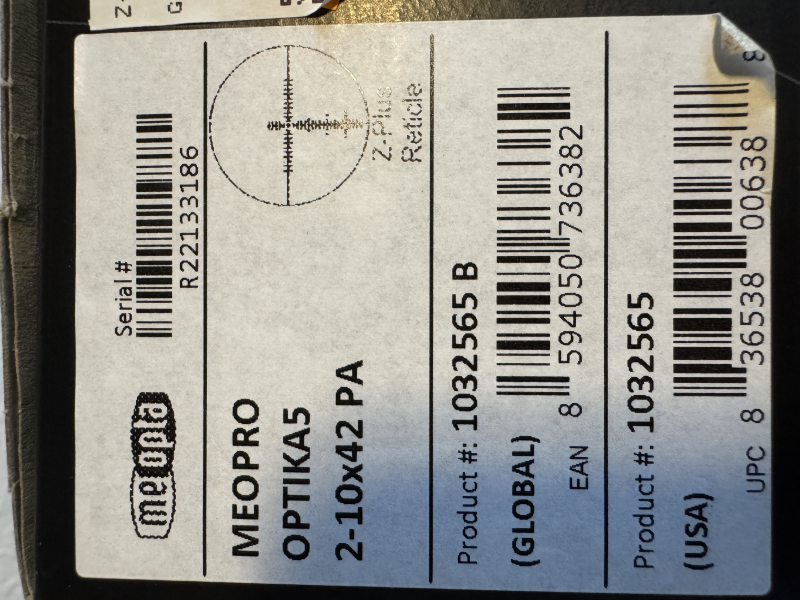 meopta
Serial #
R22133186
MEOPRO
OPTIKA5
2-10x42 PA
Z-Plus
Reticle
Product #: 1032565 B
(GLOBAL)
EAN 8 594050 736382
Product #: 1032565
(USA)
UPC 8 36538 00638 8